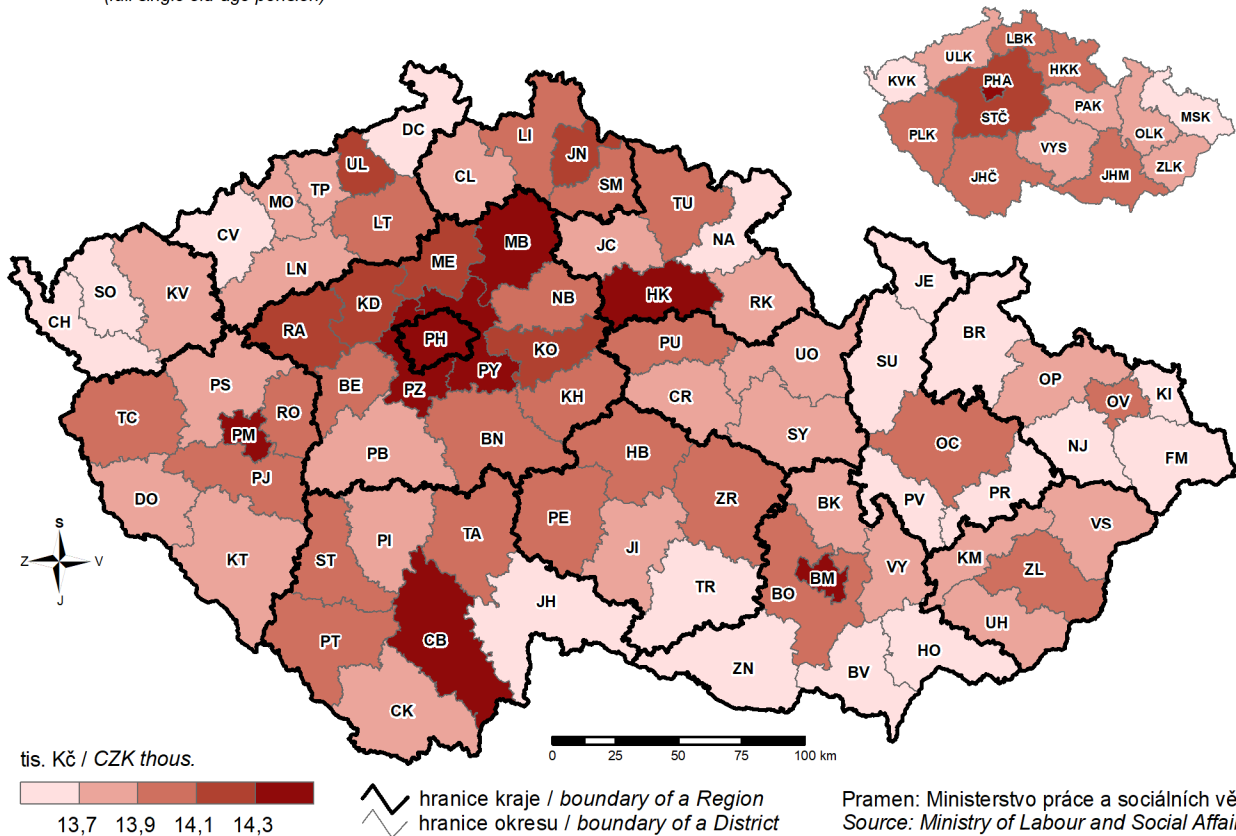 (full single old-age pension)
LBK
ULK
HKK
KVK
PHA
PAK
STČ
MSK
PLK
OLK
VYS
ZLK
JHČ
JHM
DC
LI
UL
JN
CL
TP
SM
MO
TU
LT
CV
NA
MB
JC
ME
LN
JE
SO
KV
HK
NB
RK
KD
CH
RA
BR
PH
PU
KO
UO
SU
PY
OP
PS
BE
PZ
KI
KH
CR
OV
TC
RO
PM
BN
SY
OC
PB
HB
NJ
FM
PJ
DO
ZR
PV
PR
PE
BK
VS
S
TA
PI
JI
Z
V
KT
ST
KM
ZL
VY
BM
TR
BO
J
JH
UH
PT
CB
HO
ZN
BV
CK
0 25 50 75 100 km
tis. Kč / CZK thous.
13,7 13,9 14,1 14,3
hranice kraje / boundary of a Region
hranice okresu / boundary of a District
Pramen: Ministerstvo práce a sociálních vě
Source: Ministry of Labour and Social Affai